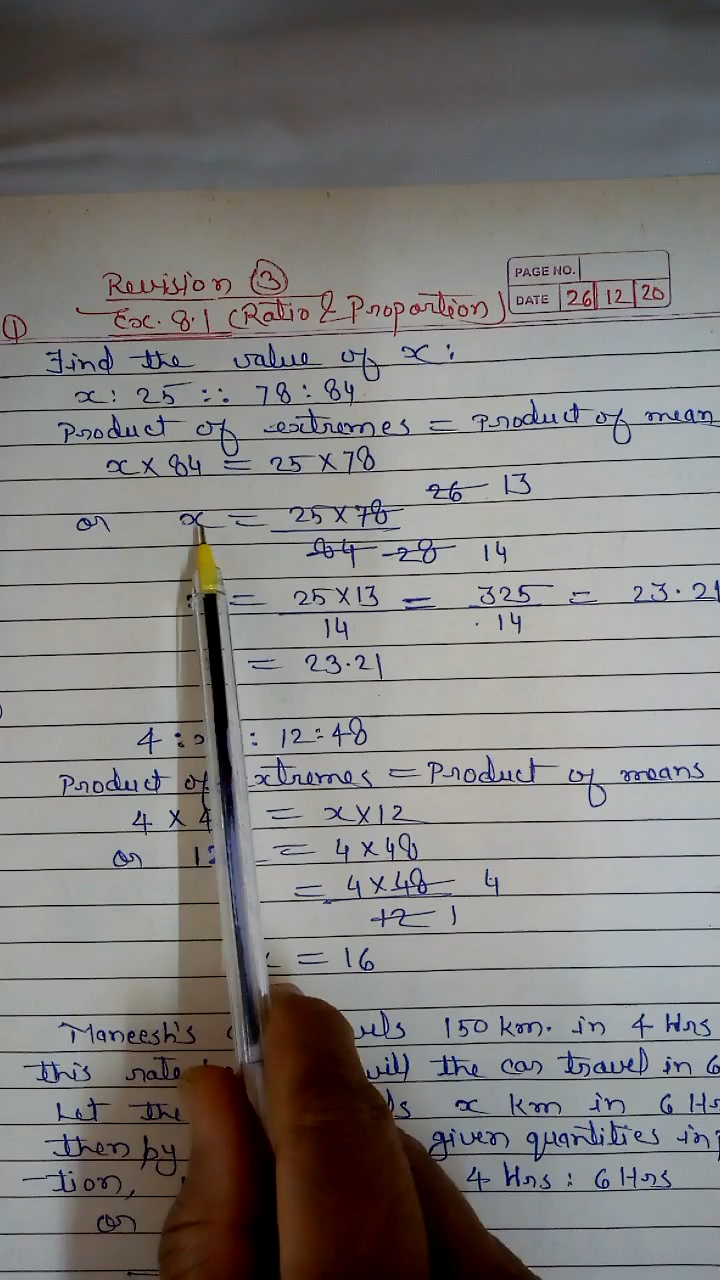 Revision ③
PAGE NO.
DATE 26 12 20
① Exc. 8.1 (Ratio & Proportion)
Find the value of x:
x : 25 :: 78 : 84
Product of extremes = Product of mean
x × 84 = 25 × 78
or x = 25 × 78 26 13
84 28 14
= 25 × 13 = 325 = 23.21
14 14
= 23.21
4 : : 12 : 48
Product of extremes = Product of means
4 × 4 = x × 12
or = 4 × 48
= 4 × 48 4
12 1
= 16
Maneesh's 150 km. in 4 Hrs
this rate will the car travel in 6
Let the x km in 6 Hrs
then by given quantities in
-tion, 4 Hrs : 6 Hrs
or